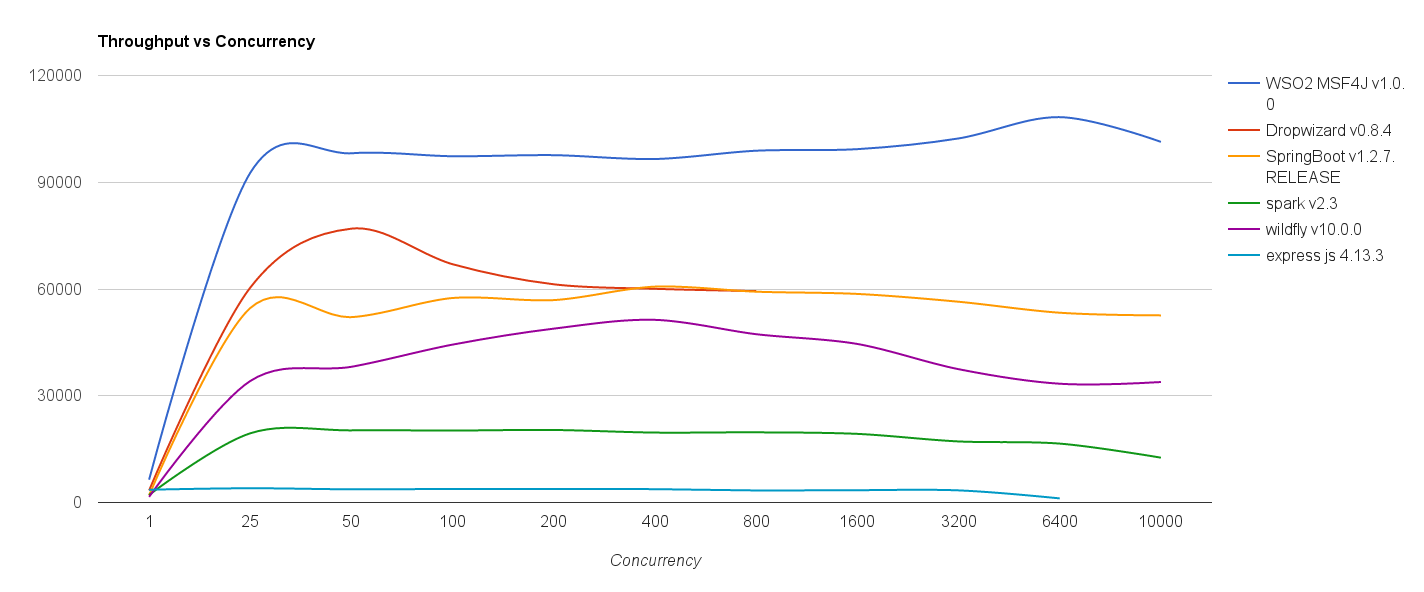 Throughput vs Concurrency
120000
90000
60000
30000
0
1 25 50 100 200 400 800 1600 3200 6400 10000
Concurrency
WSO2 MSF4J v1.0.
0
Dropwizard v0.8.4
SpringBoot v1.2.7.
RELEASE
spark v2.3
wildfly v10.0.0
express js 4.13.3